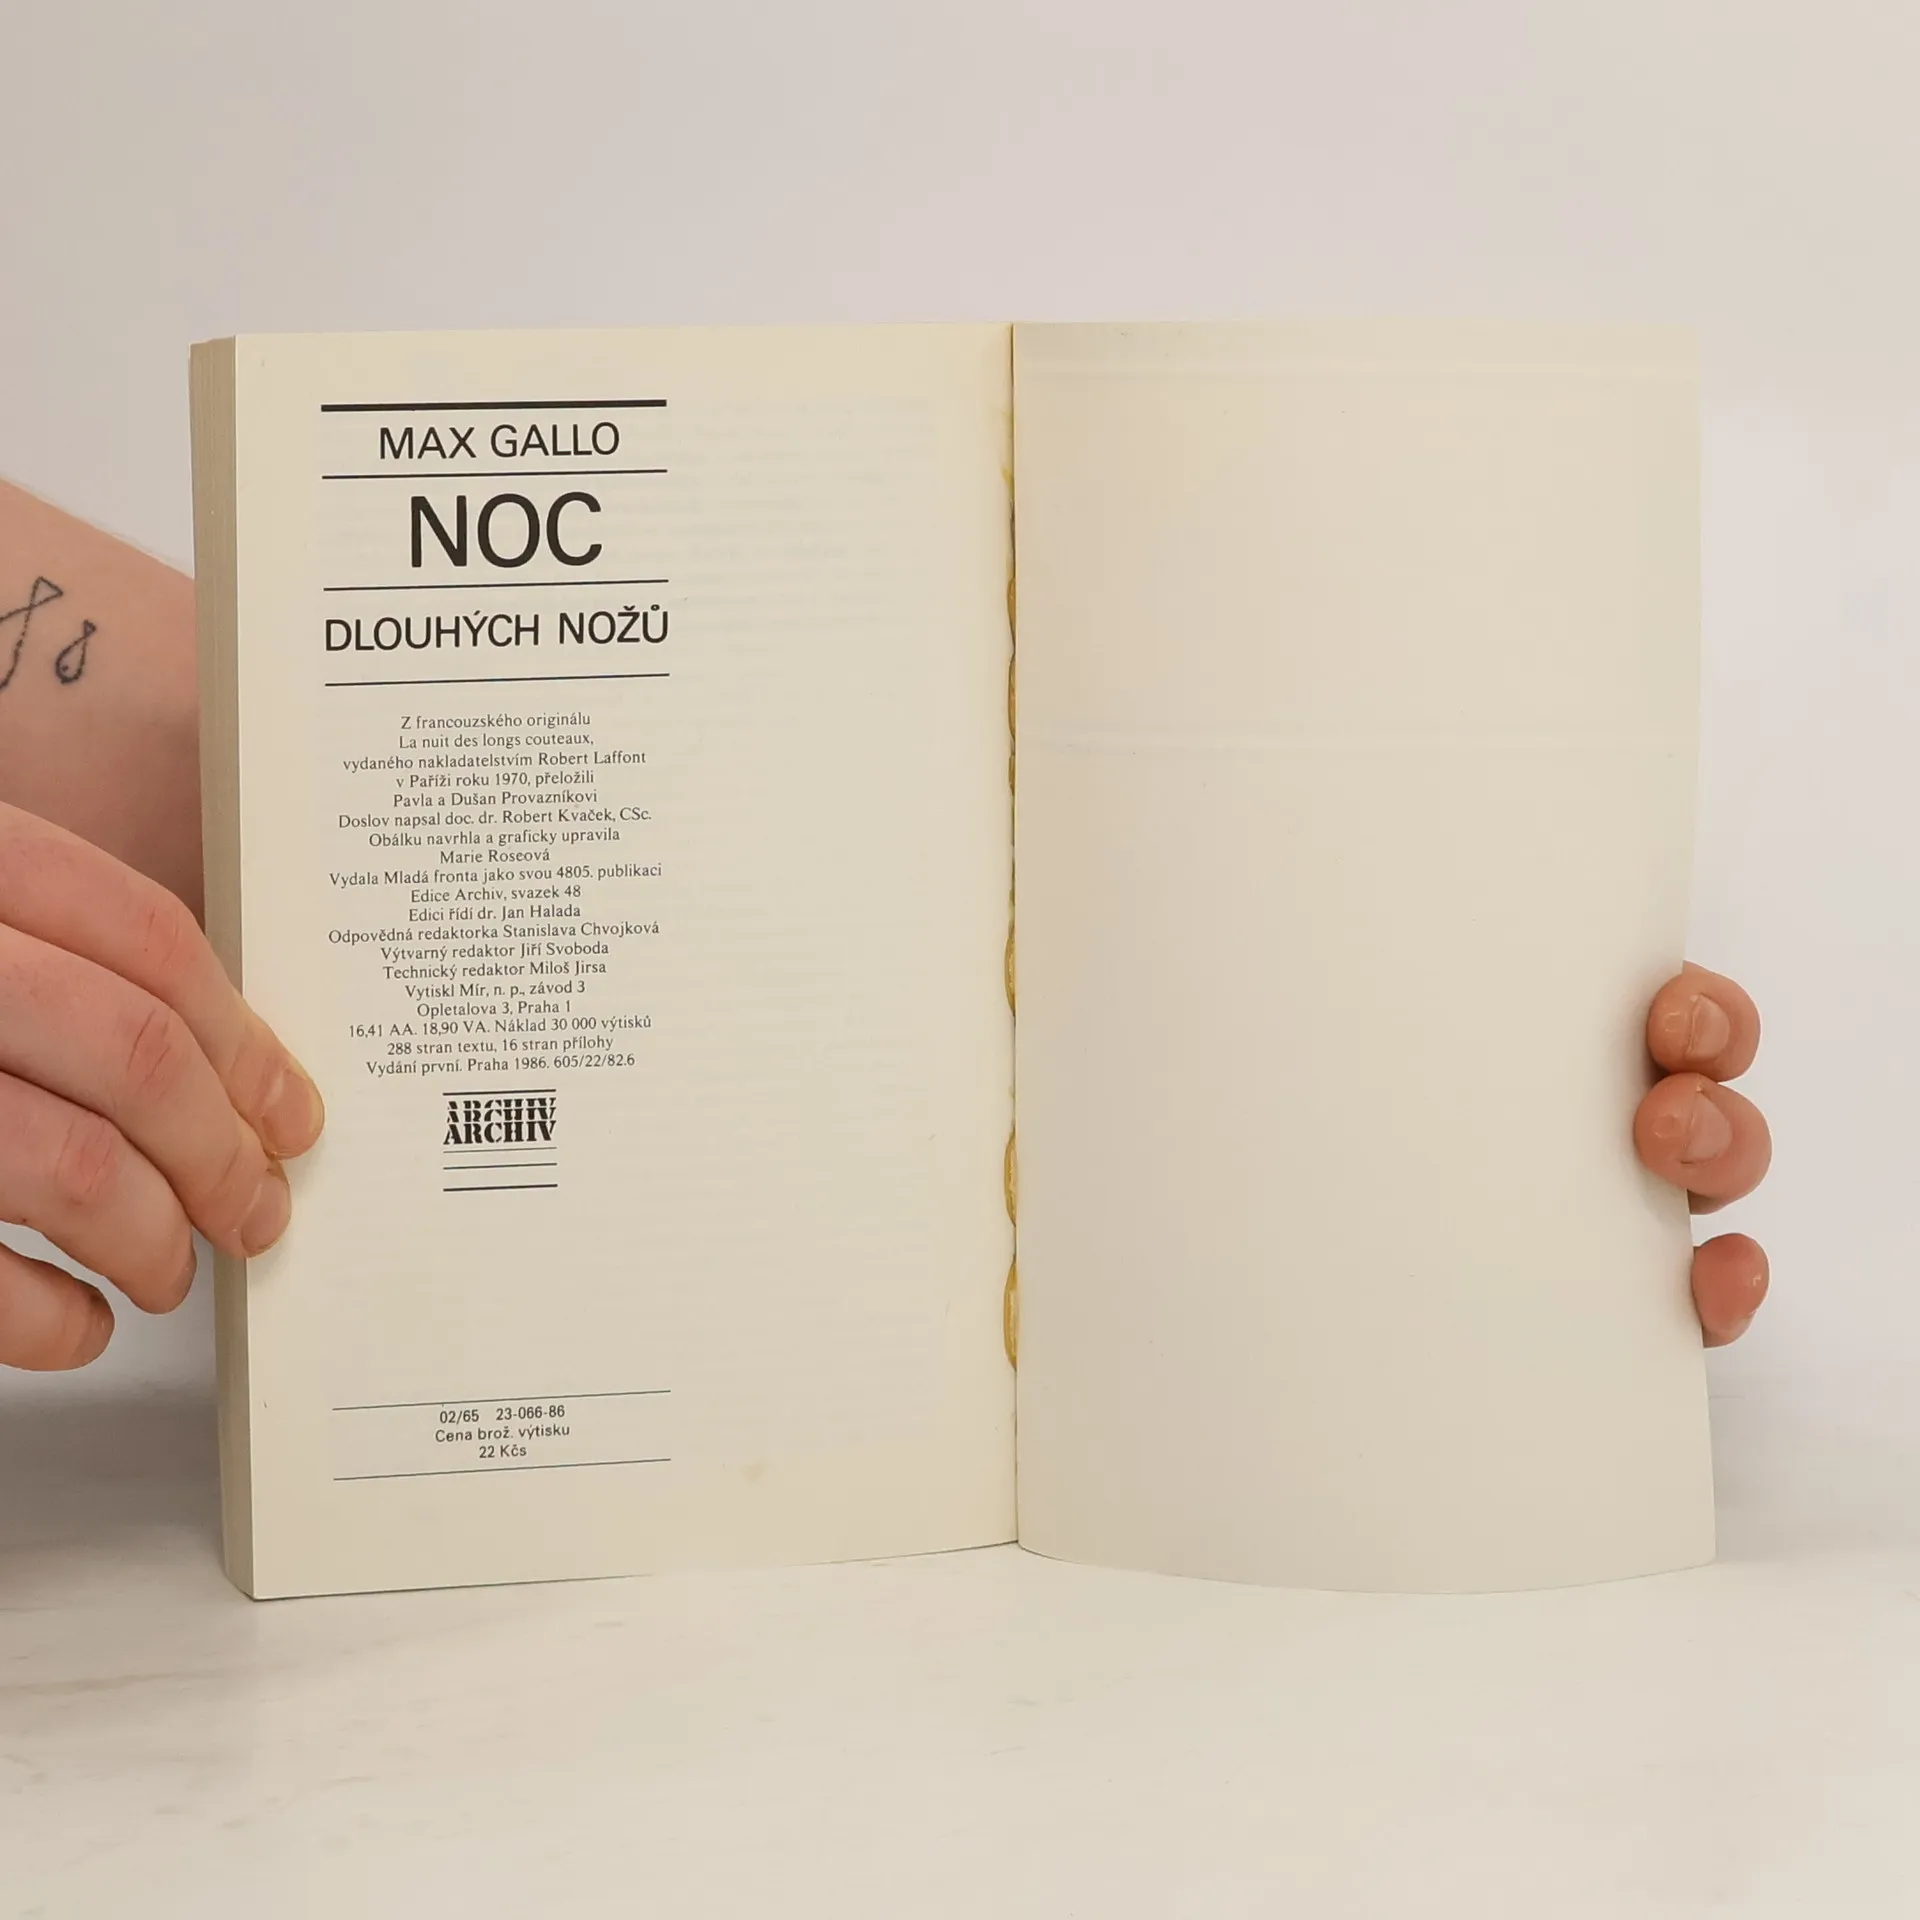 MAX GALLO
NOC
DLOUHÝCH NOŽŮ
Z francouzského originálu
La nuit des longs couteaux,
vydaného nakladatelstvím Robert Laffont
v Paříži roku 1970, přeložili
Pavla a Dušan Provazníkovi
Doslov napsal doc. dr. Robert Kvaček, CSc.
Obálku navrhla a graficky upravila
Marie Roseová
Vydala Mladá fronta jako svou 4805. publikaci
Edice Archiv, svazek 48
Edici řídí dr. Jan Halada
Odpovědná redaktorka Stanislava Chvojková
Výtvarný redaktor Jiří Svoboda
Technický redaktor Miloš Jirsa
Vytiskl Mír, n. p., závod 3
Opletalova 3, Praha 1
16,41 AA. 18,90 VA. Náklad 30 000 výtisků
288 stran textu, 16 stran přílohy
Vydání první. Praha 1986. 605/22/82.6
ARCHIV
ARCHIV
02/65 23-066-86
Cena brož. výtisku
22 Kčs